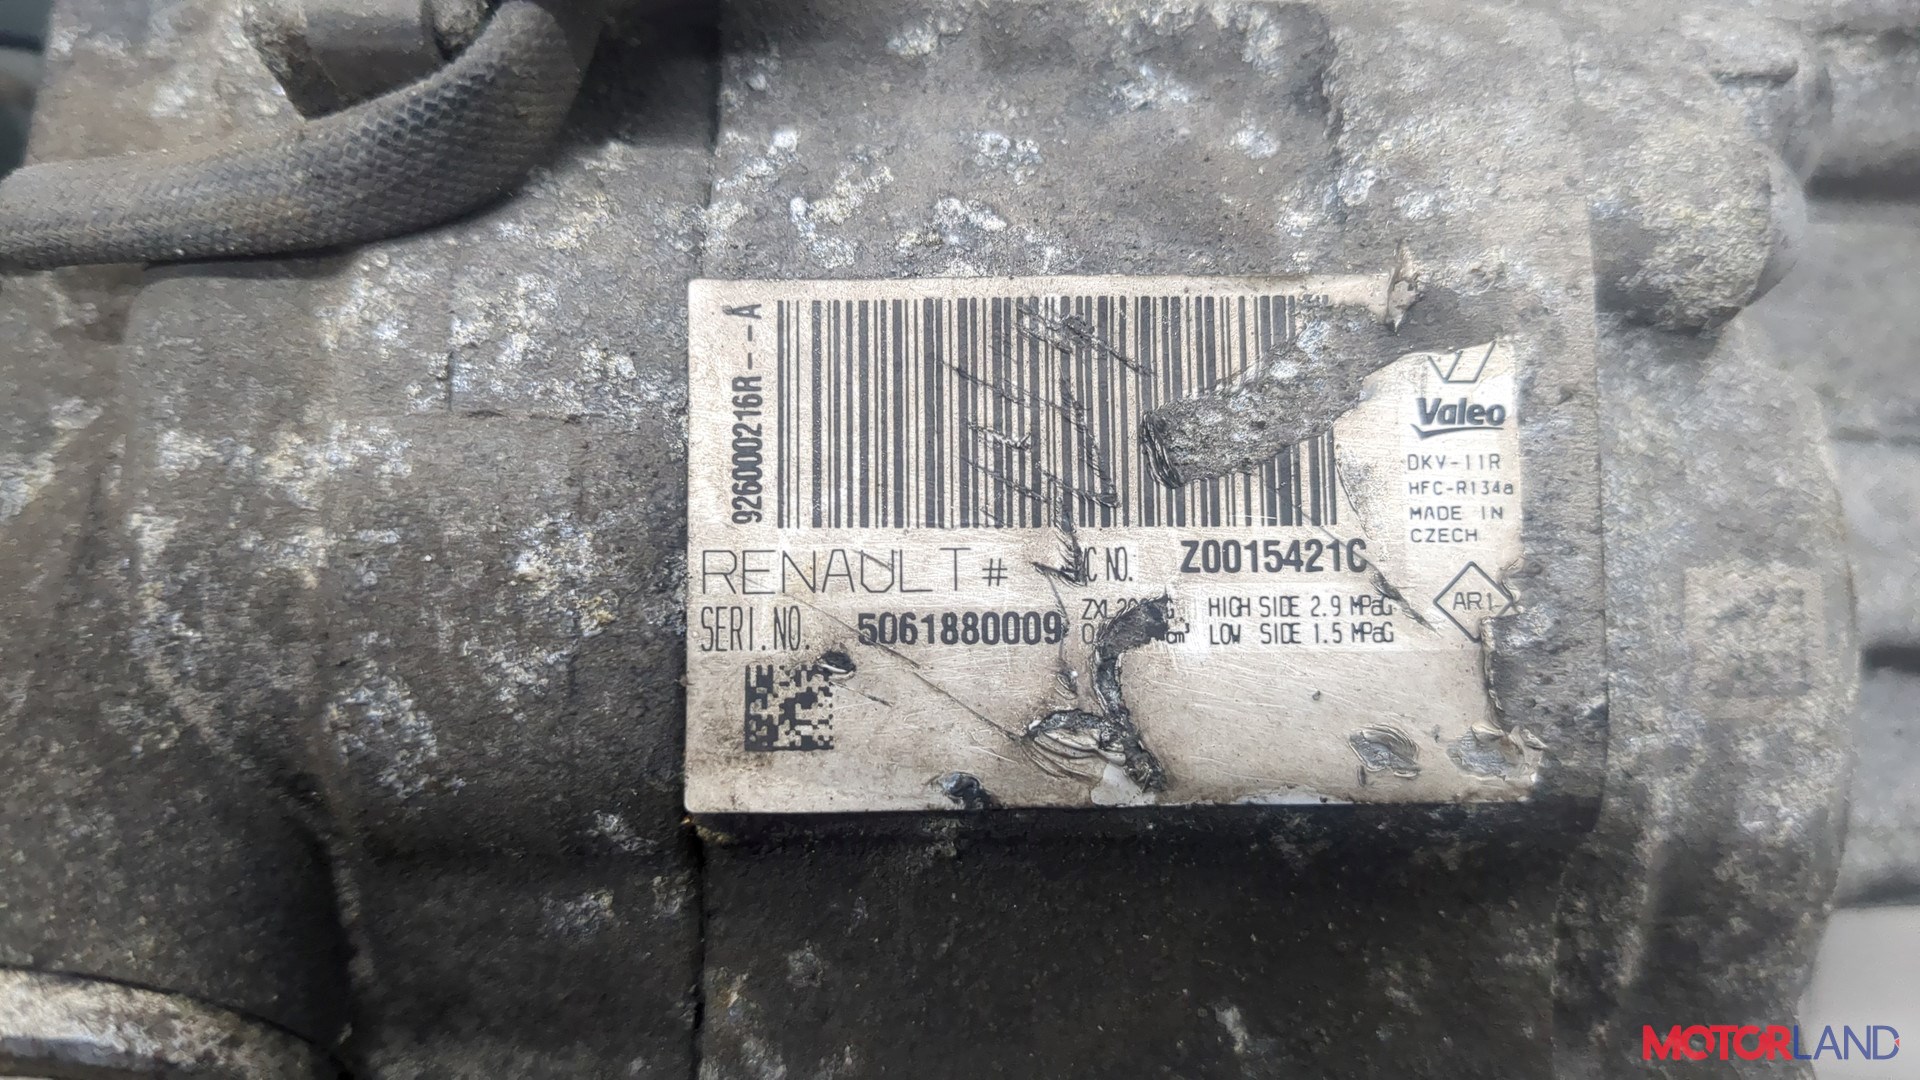 926000216R--A
Valeo
DKV-11R
HFC-R134a
MADE IN
CZECH
RENAULT # NO. Z0015421C
SERI.NO. 5061880009
HIGH SIDE 2.9 MPaG
LOW SIDE 1.5 MPaG
AR1
MOTORLAND